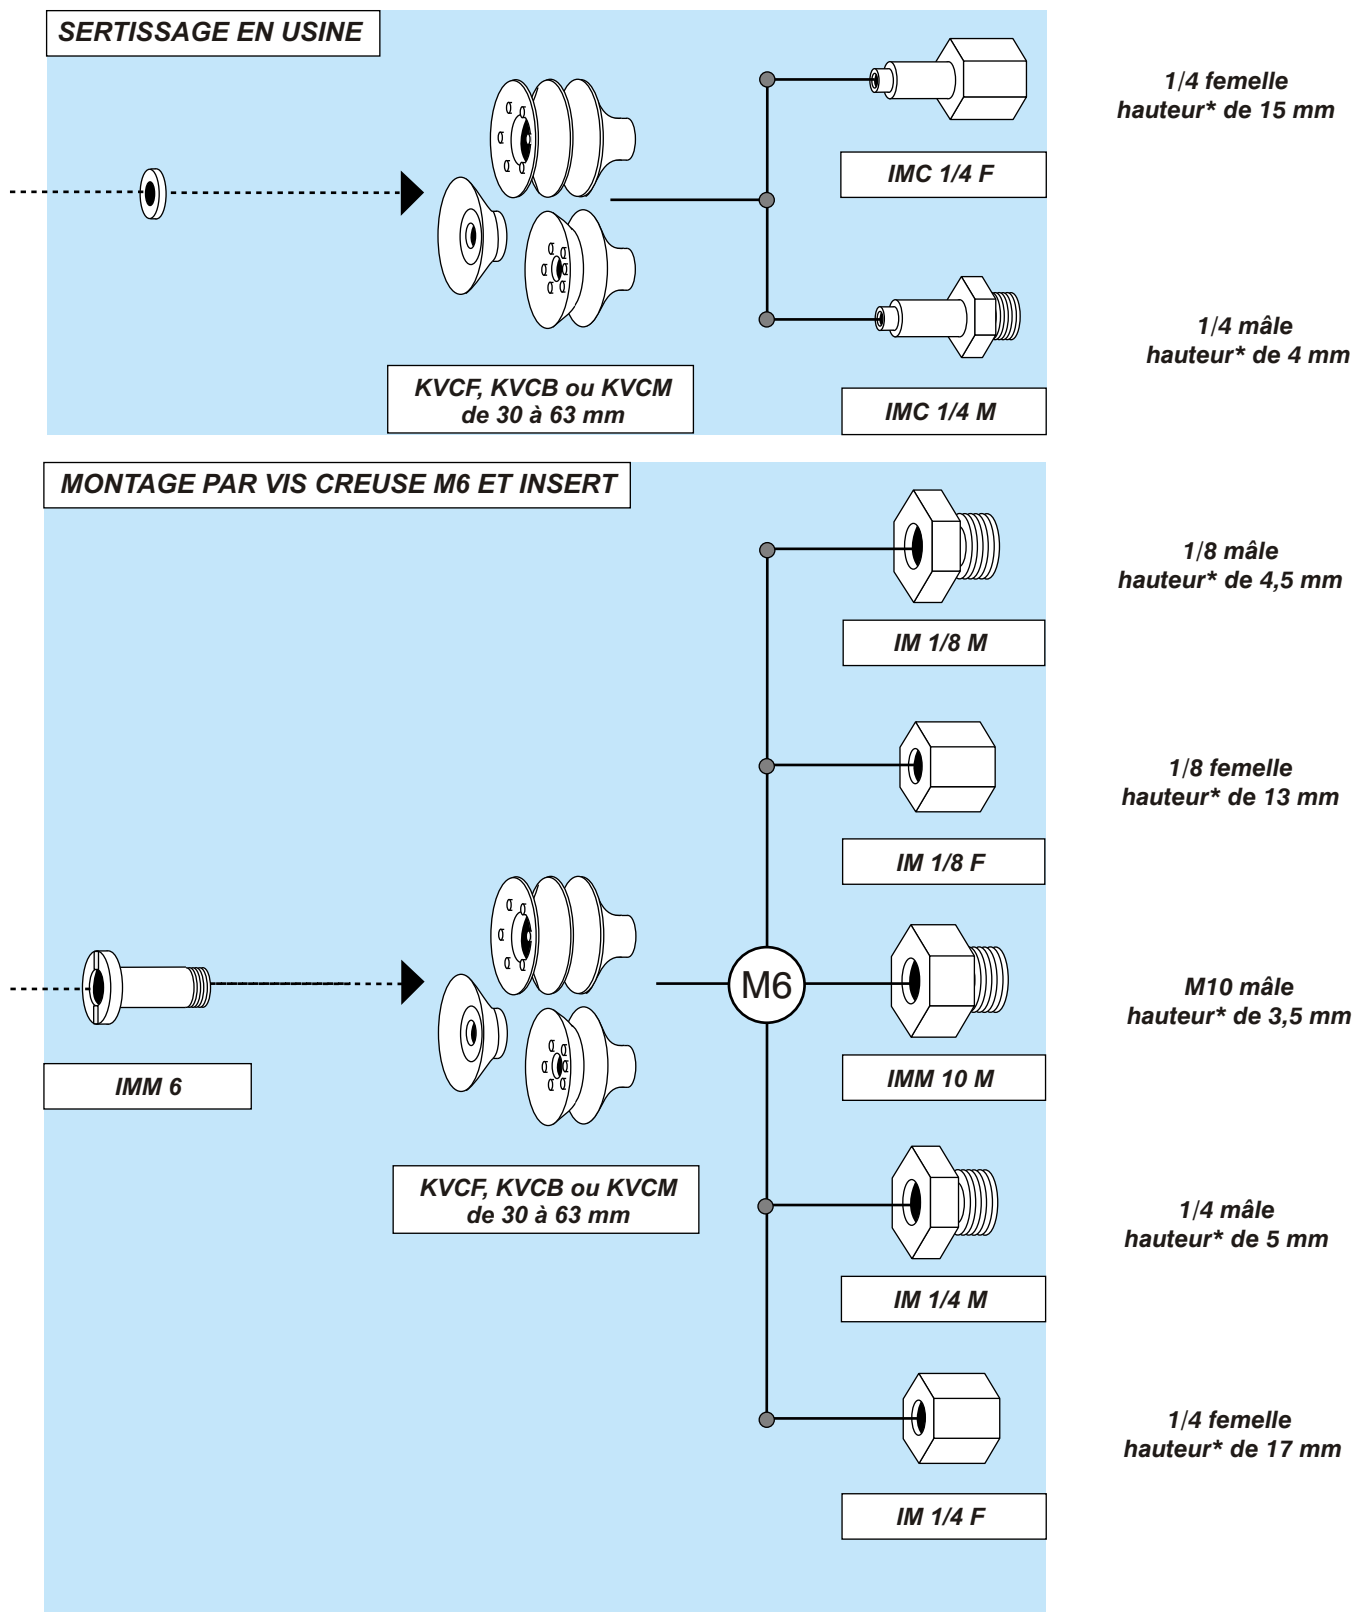 SERTISSAGE EN USINE
1/4 femelle
hauteur* de 15 mm
IMC 1/4 F
1/4 mâle
hauteur* de 4 mm
KVCF, KVCB ou KVCM
de 30 à 63 mm
IMC 1/4 M
MONTAGE PAR VIS CREUSE M6 ET INSERT
1/8 mâle
hauteur* de 4,5 mm
IM 1/8 M
1/8 femelle
hauteur* de 13 mm
IM 1/8 F
M6
M10 mâle
hauteur* de 3,5 mm
IMM 6
IMM 10 M
KVCF, KVCB ou KVCM
de 30 à 63 mm
1/4 mâle
hauteur* de 5 mm
IM 1/4 M
1/4 femelle
hauteur* de 17 mm
IM 1/4 F